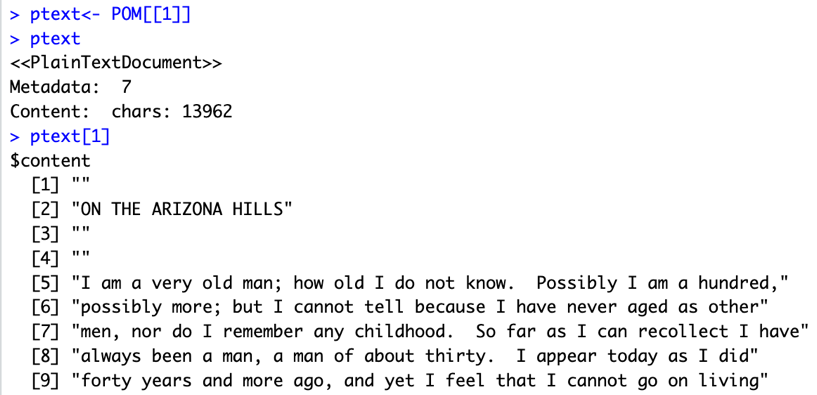 > ptext<- POM[[1]]
> ptext
<<PlainTextDocument>>
Metadata:  7
Content:  chars: 13962
> ptext[1]
$content
  [1] ""
  [2] "ON THE ARIZONA HILLS"
  [3] ""
  [4] ""
  [5] "I am a very old man; how old I do not know.  Possibly I am a hundred,"
  [6] "possibly more; but I cannot tell because I have never aged as other"
  [7] "men, nor do I remember any childhood.  So far as I can recollect I have"
  [8] "always been a man, a man of about thirty.  I appear today as I did"
  [9] "forty years and more ago, and yet I feel that I cannot go on living"